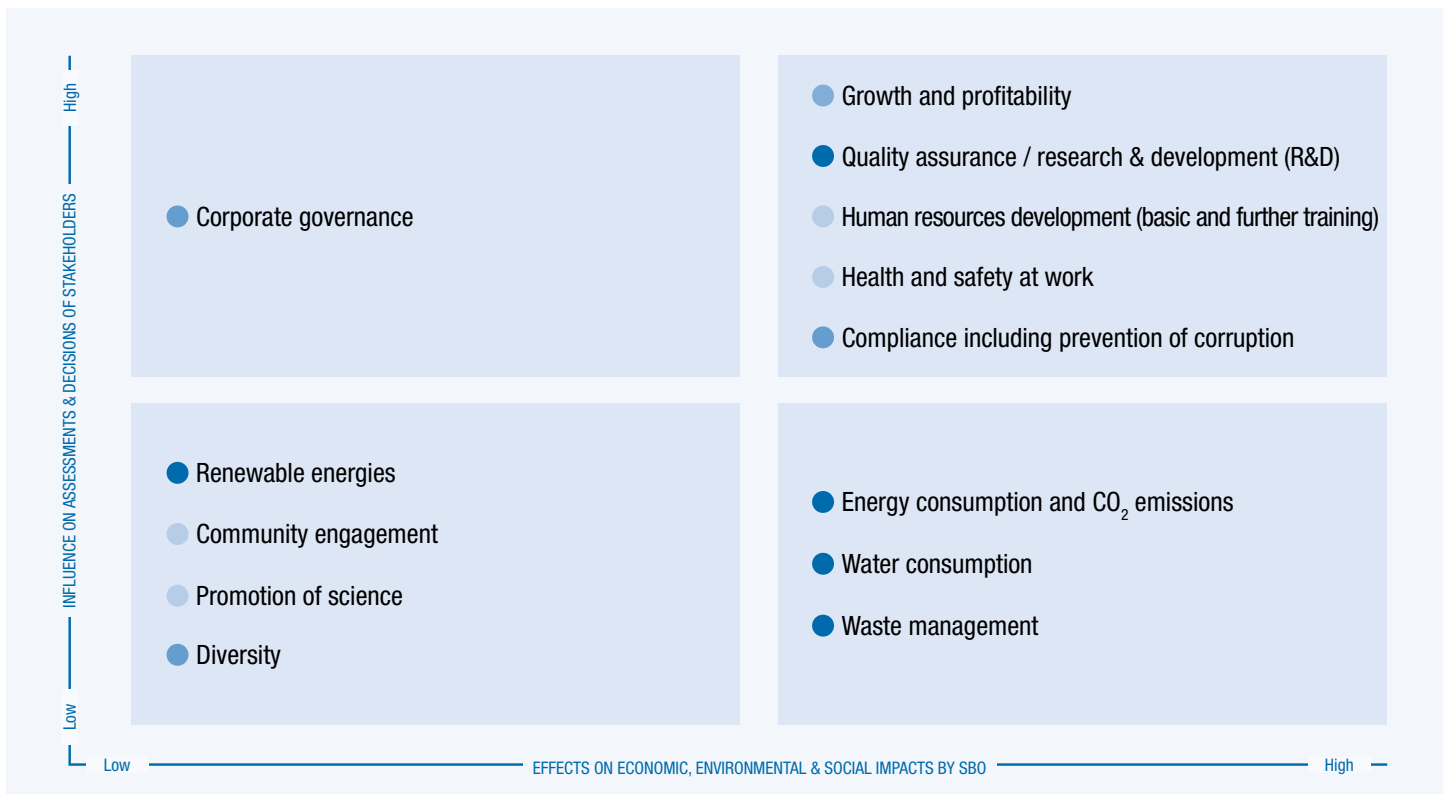 High
INFLUENCE ON ASSESSMENTS & DECISIONS OF STAKEHOLDERS
Low
Corporate governance
Growth and profitability
Quality assurance / research & development (R&D)
Human resources development (basic and further training)
Health and safety at work
Compliance including prevention of corruption
Renewable energies
Community engagement
Promotion of science
Diversity
Energy consumption and CO₂ emissions
Water consumption
Waste management
Low
EFFECTS ON ECONOMIC, ENVIRONMENTAL & SOCIAL IMPACTS BY SBO
High